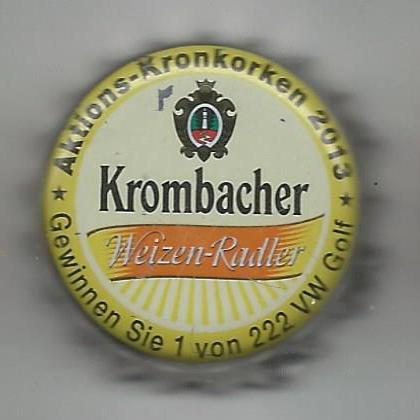 ★ Aktions-Kronkorken 2013 ★
Krombacher
Weizen-Radler
Gewinnen Sie 1 von 222 VW Golf